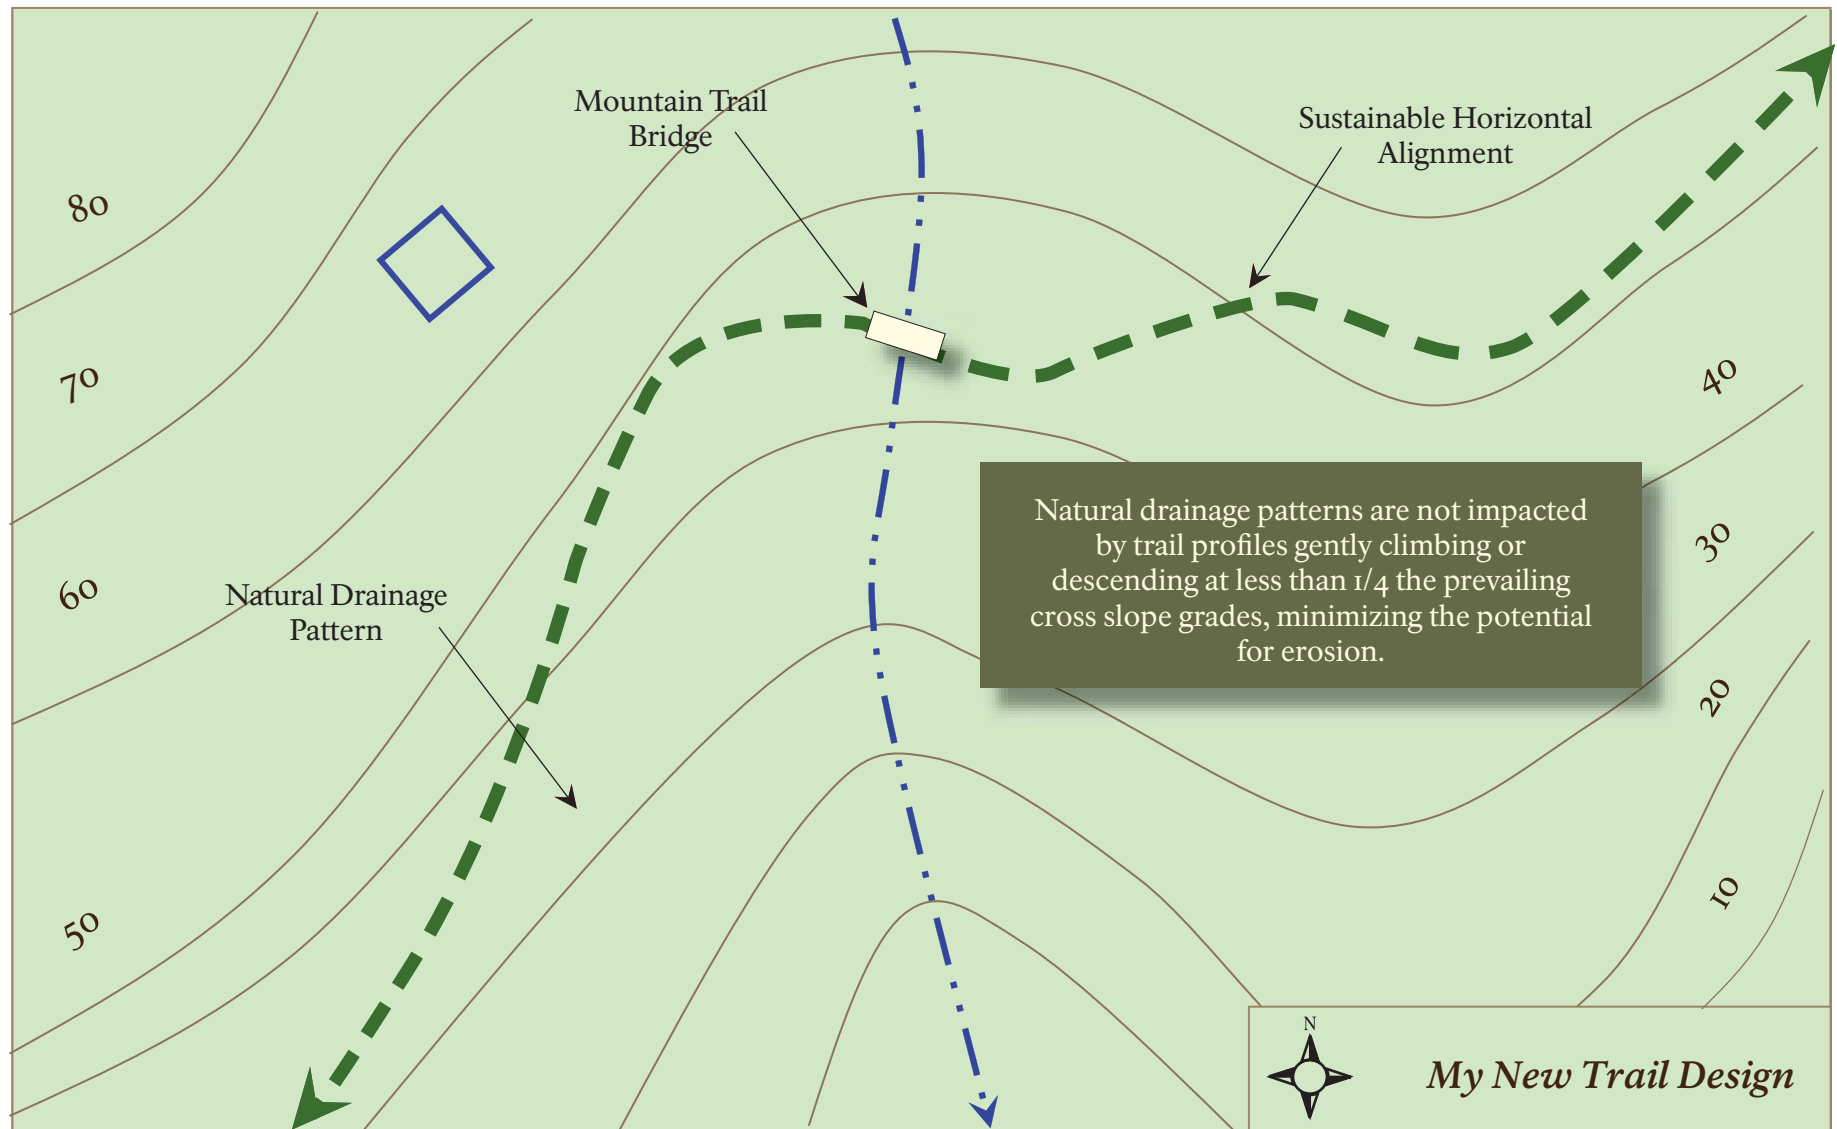 Mountain Trail
Bridge
Sustainable Horizontal
Alignment
80
70
60
50
40
30
20
10
Natural Drainage
Pattern
Natural drainage patterns are not impacted
by trail profiles gently climbing or
descending at less than 1/4 the prevailing
cross slope grades, minimizing the potential
for erosion.
N
My New Trail Design